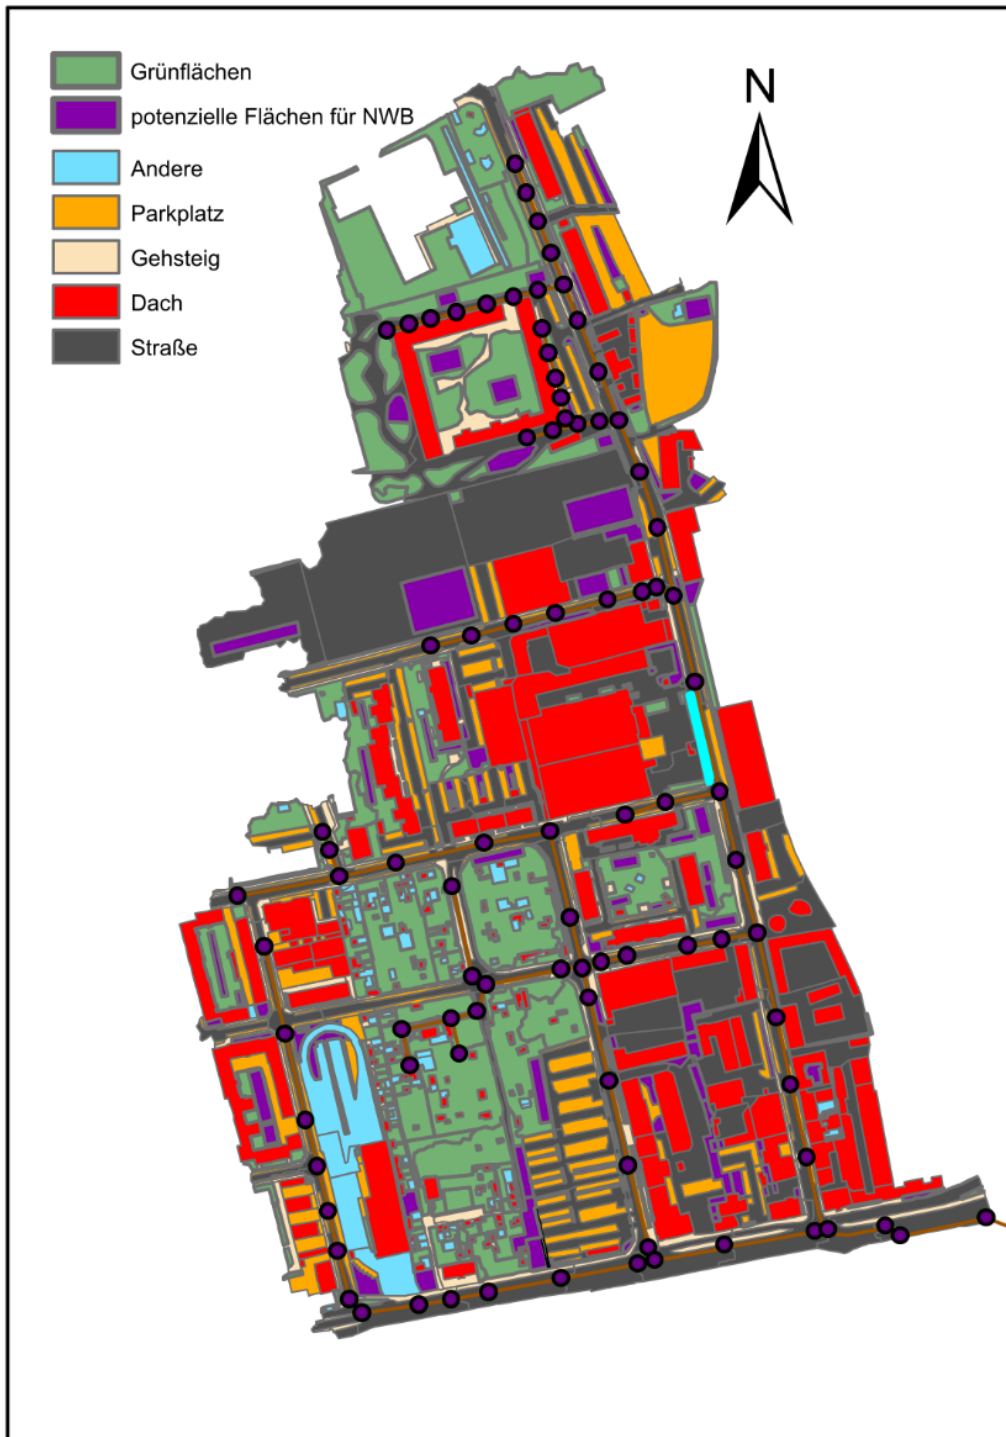 Grünflächen
potenzielle Flächen für NWB
Andere
Parkplatz
Gehsteig
Dach
Straße
N